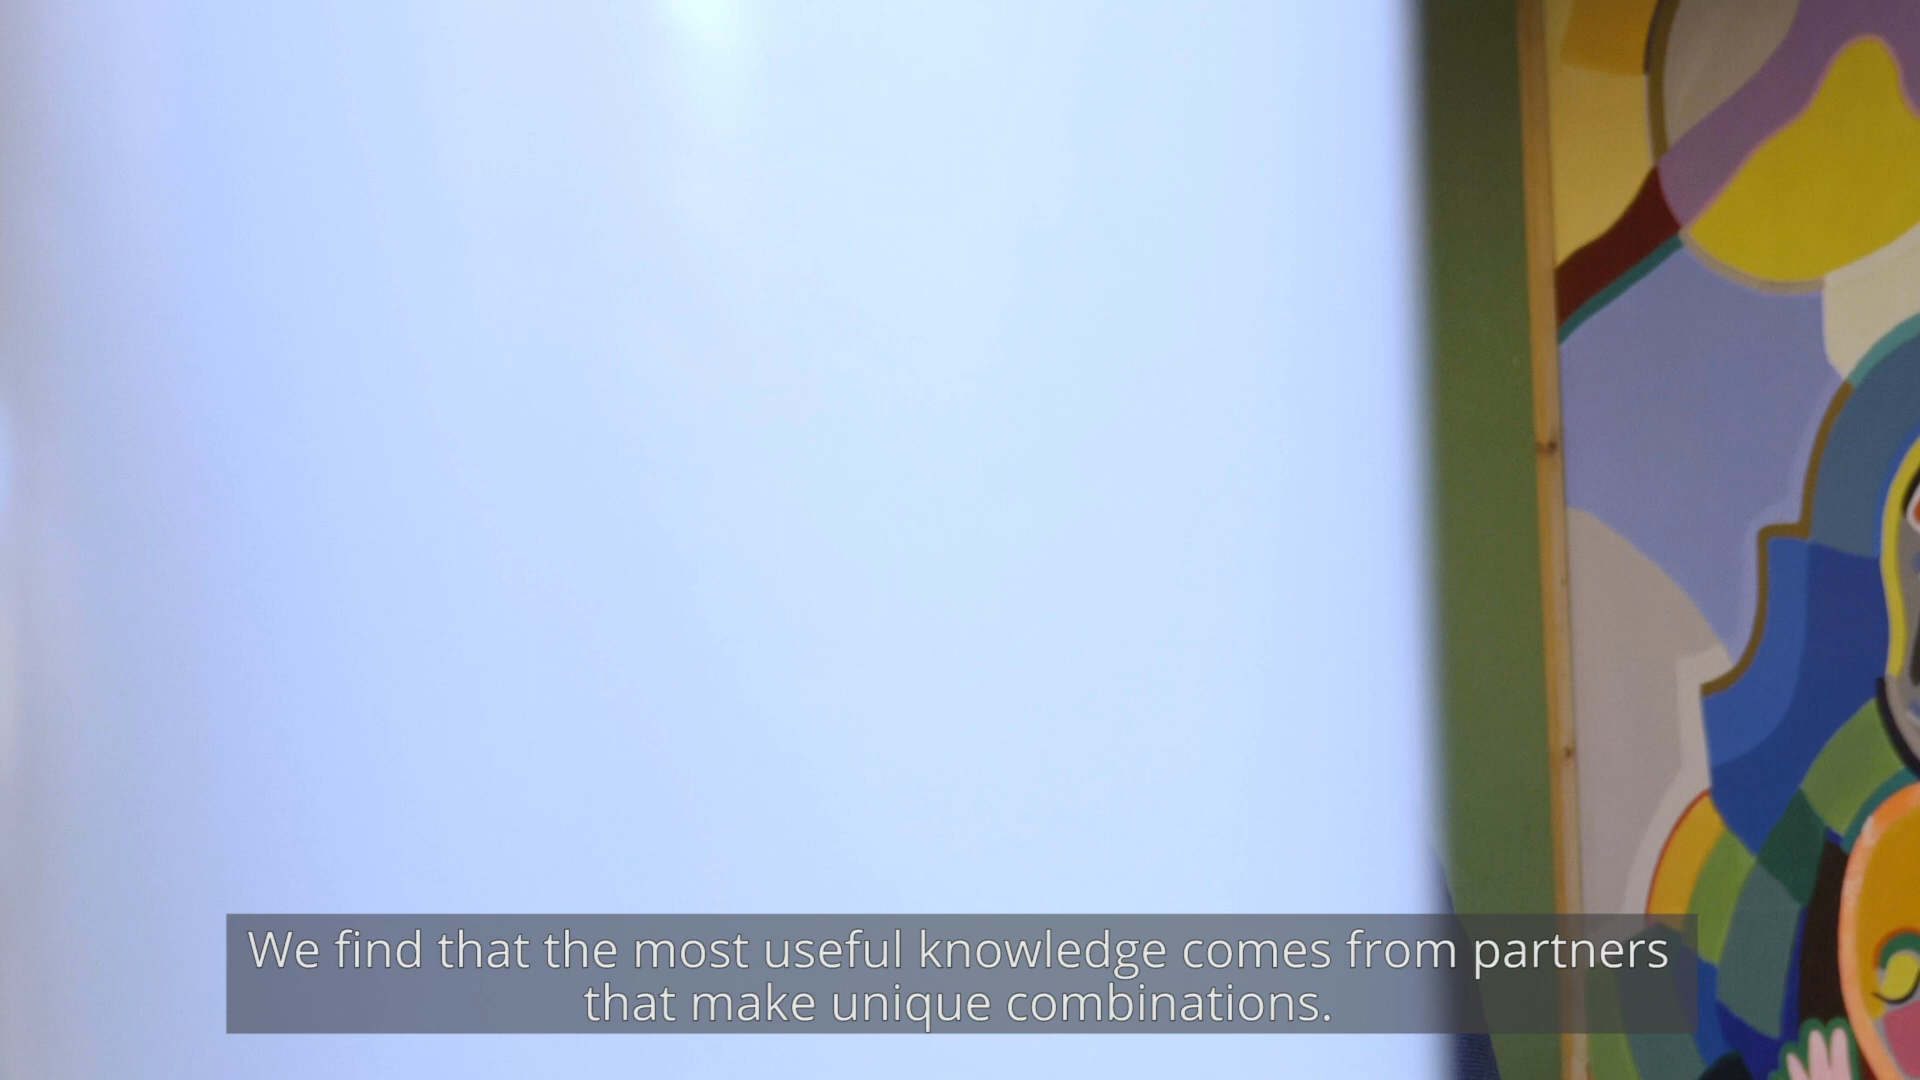 We find that the most useful knowledge comes from partners
that make unique combinations.